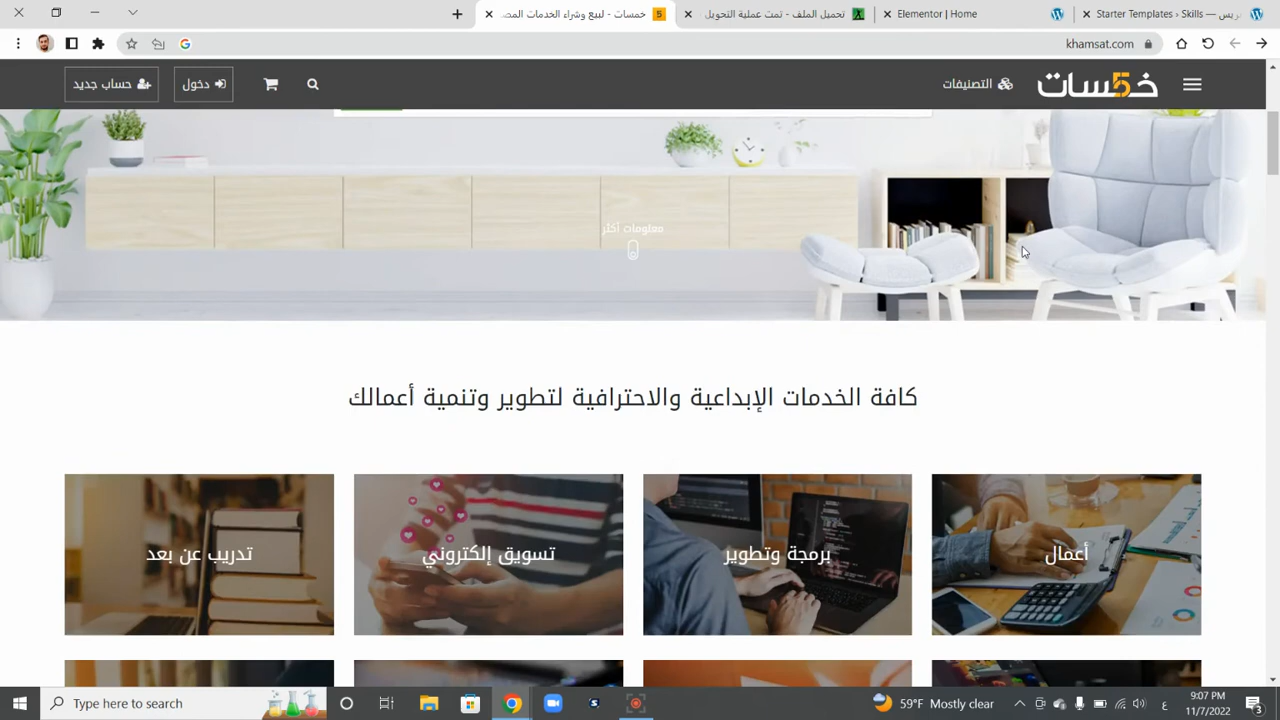 خمسات - لبيع وشراء الخدمات المص
تحميل الملف - تمت عملية التحويل
Elementor | Home
Starter Templates › Skills — بريس
khamsat.com
خ5سات
التصنيفات
دخول
حساب جديد
معلومات أكثر
كافة الخدمات الإبداعية والاحترافية لتطوير وتنمية أعمالك
أعمال
برمجة وتطوير
تسويق إلكتروني
تدريب عن بعد
Type here to search
59°F Mostly clear
ع
9:07 PM
11/7/2022
3